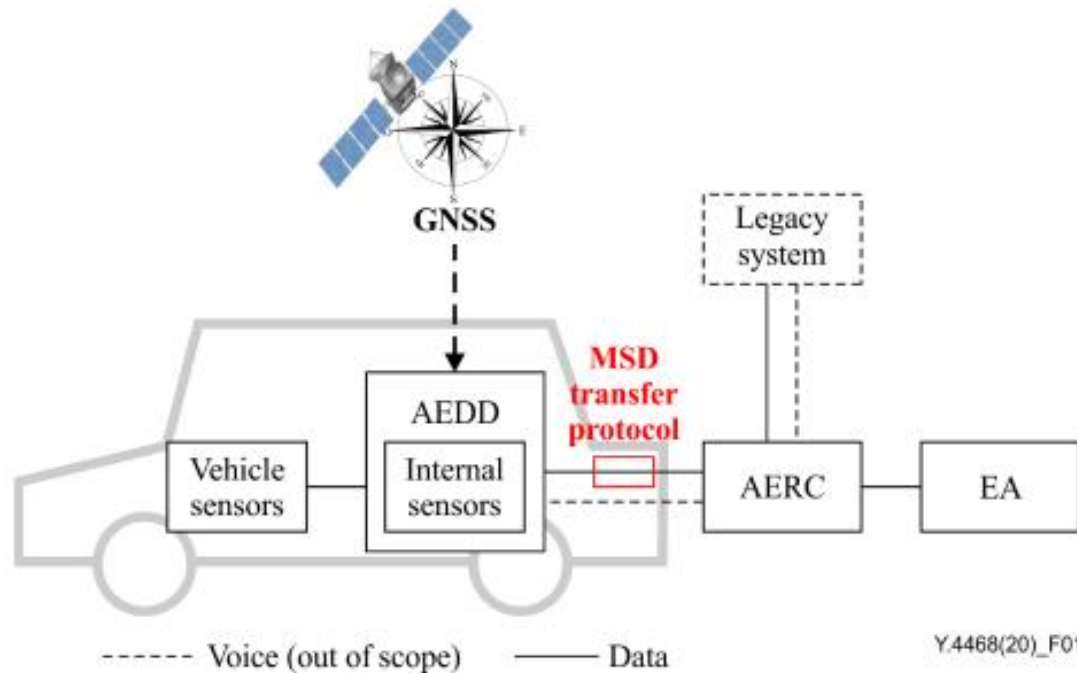 N
E
S
GNSS
Legacy
system
MSD
transfer
protocol
AEDD
Vehicle
sensors
Internal
sensors
AERC
EA
Voice (out of scope)
Data
Y.4468(20)_F01